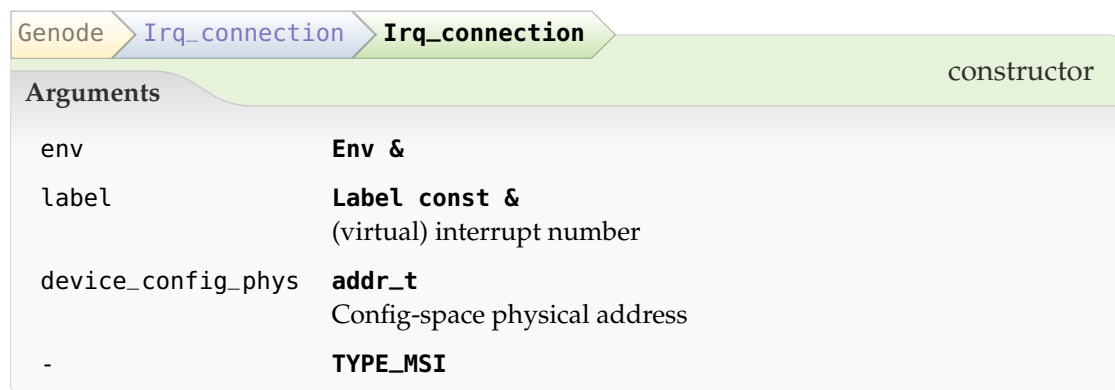 Genode Irq_connection Irq_connection
constructor
Arguments
env Env &
label Label const &
(virtual) interrupt number
device_config_phys addr_t
Config-space physical address
- TYPE_MSI